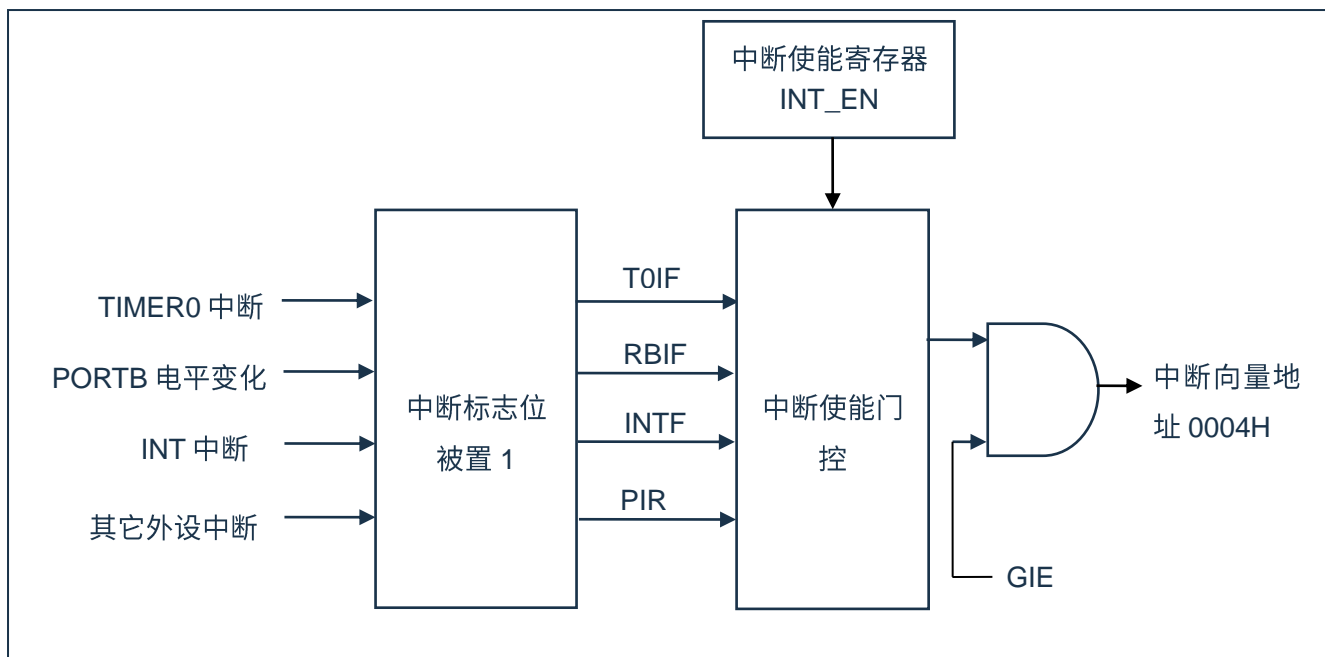 中断使能寄存器
INT_EN
TIMER0 中断
PORTB 电平变化
INT 中断
其它外设中断
中断标志位
被置 1
T0IF
RBIF
INTF
PIR
中断使能门
控
GIE
中断向量地
址 0004H